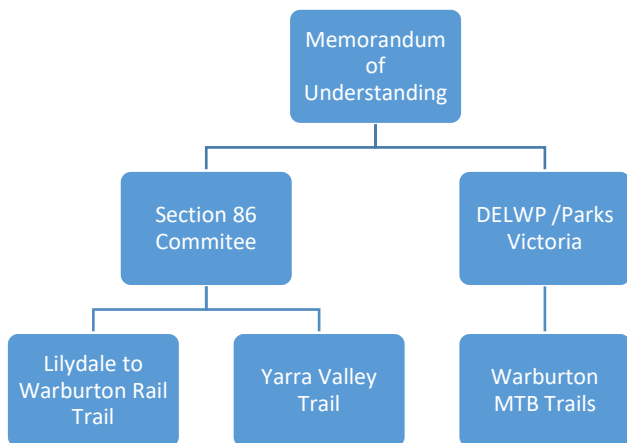 Memorandum
of
Understanding
Section 86
Commitee
DELWP /Parks
Victoria
Lilydale to
Warburton Rail
Trail
Yarra Valley
Trail
Warburton
MTB Trails